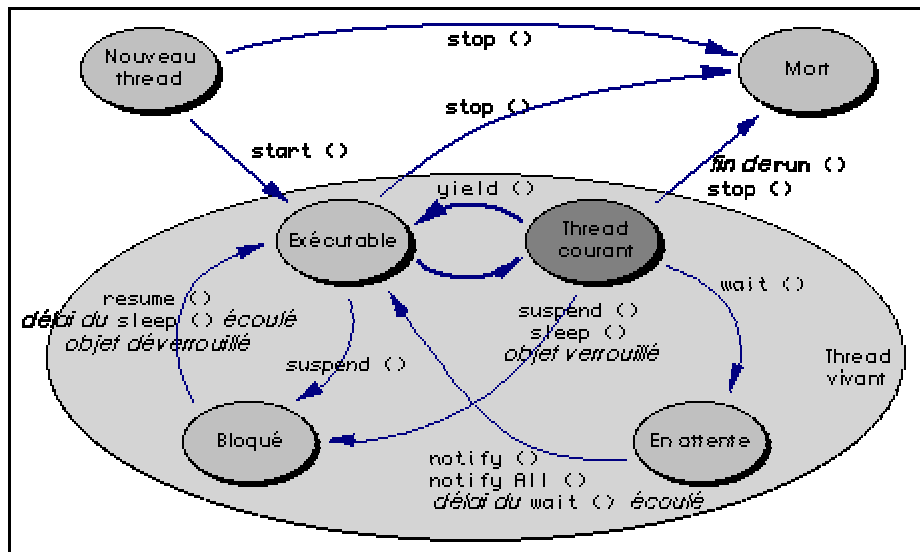 stop ()
Nouveau
thread
Mort
stop ()
start ()
fin de run ()
stop ()
yield ()
Exécutable
Thread
courant
wait ()
resume ()
délai du sleep () écoulé
objet déverrouillé
suspend ()
sleep ()
objet verrouillé
suspend ()
Thread
vivant
Bloqué
En attente
notify ()
notify All ()
délai du wait () écoulé